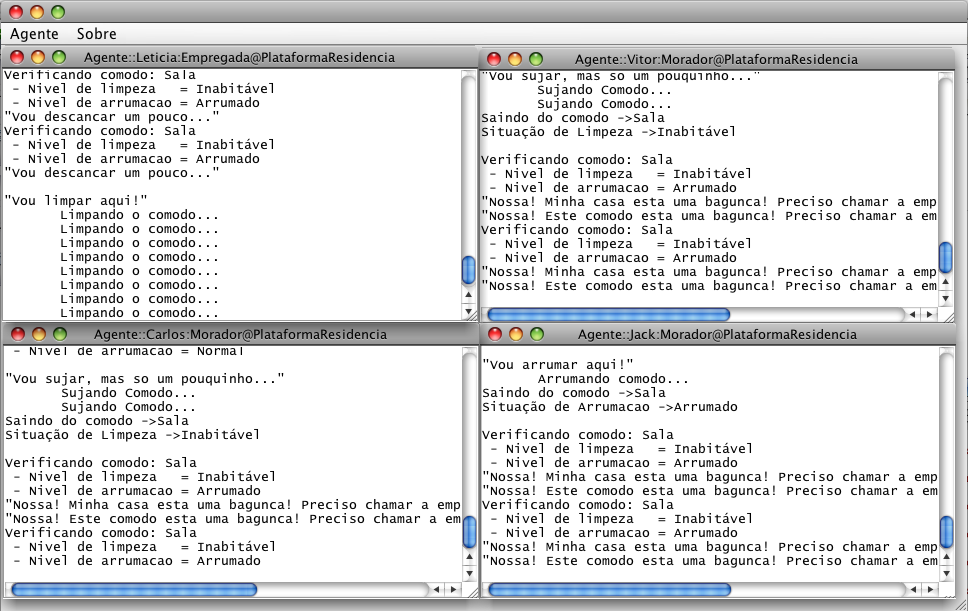 Agente Sobre
Agente::Leticia:Empregada@PlataformaResidencia
Verificando comodo: Sala
- Nivel de limpeza = Inabitável
- Nivel de arrumacao = Arrumado
"Vou descancar um pouco..."
Verificando comodo: Sala
- Nivel de limpeza = Inabitável
- Nivel de arrumacao = Arrumado
"Vou descancar um pouco..."
"Vou limpar aqui!"
Limpando o comodo...
Limpando o comodo...
Limpando o comodo...
Limpando o comodo...
Limpando o comodo...
Limpando o comodo...
Limpando o comodo...
Limpando o comodo...
Agente::Vitor:Morador@PlataformaResidencia
"Vou sujar, mas so um pouquinho..."
Sujando Comodo...
Sujando Comodo...
Saindo do comodo ->Sala
Situação de Limpeza ->Inabitável
Verificando comodo: Sala
- Nivel de limpeza = Inabitável
- Nivel de arrumacao = Arrumado
"Nossa! Minha casa esta uma bagunca! Preciso chamar a emp
"Nossa! Este comodo esta uma bagunca! Preciso chamar a em
Verificando comodo: Sala
- Nivel de limpeza = Inabitável
- Nivel de arrumacao = Arrumado
"Nossa! Minha casa esta uma bagunca! Preciso chamar a emp
"Nossa! Este comodo esta uma bagunca! Preciso chamar a em
Agente::Carlos:Morador@PlataformaResidencia
- Nivel de arrumacao = Normal
"Vou sujar, mas so um pouquinho..."
Sujando Comodo...
Sujando Comodo...
Saindo do comodo ->Sala
Situação de Limpeza ->Inabitável
Verificando comodo: Sala
- Nivel de limpeza = Inabitável
- Nivel de arrumacao = Arrumado
"Nossa! Minha casa esta uma bagunca! Preciso chamar a emp
"Nossa! Este comodo esta uma bagunca! Preciso chamar a em
Verificando comodo: Sala
- Nivel de limpeza = Inabitável
- Nivel de arrumacao = Arrumado
Agente::Jack:Morador@PlataformaResidencia
"Vou arrumar aqui!"
Arrumando comodo...
Saindo do comodo ->Sala
Situação de Arrumacao ->Arrumado
Verificando comodo: Sala
- Nivel de limpeza = Inabitável
- Nivel de arrumacao = Arrumado
"Nossa! Minha casa esta uma bagunca! Preciso chamar a emp
"Nossa! Este comodo esta uma bagunca! Preciso chamar a em
Verificando comodo: Sala
- Nivel de limpeza = Inabitável
- Nivel de arrumacao = Arrumado
"Nossa! Minha casa esta uma bagunca! Preciso chamar a emp
"Nossa! Este comodo esta uma bagunca! Preciso chamar a em